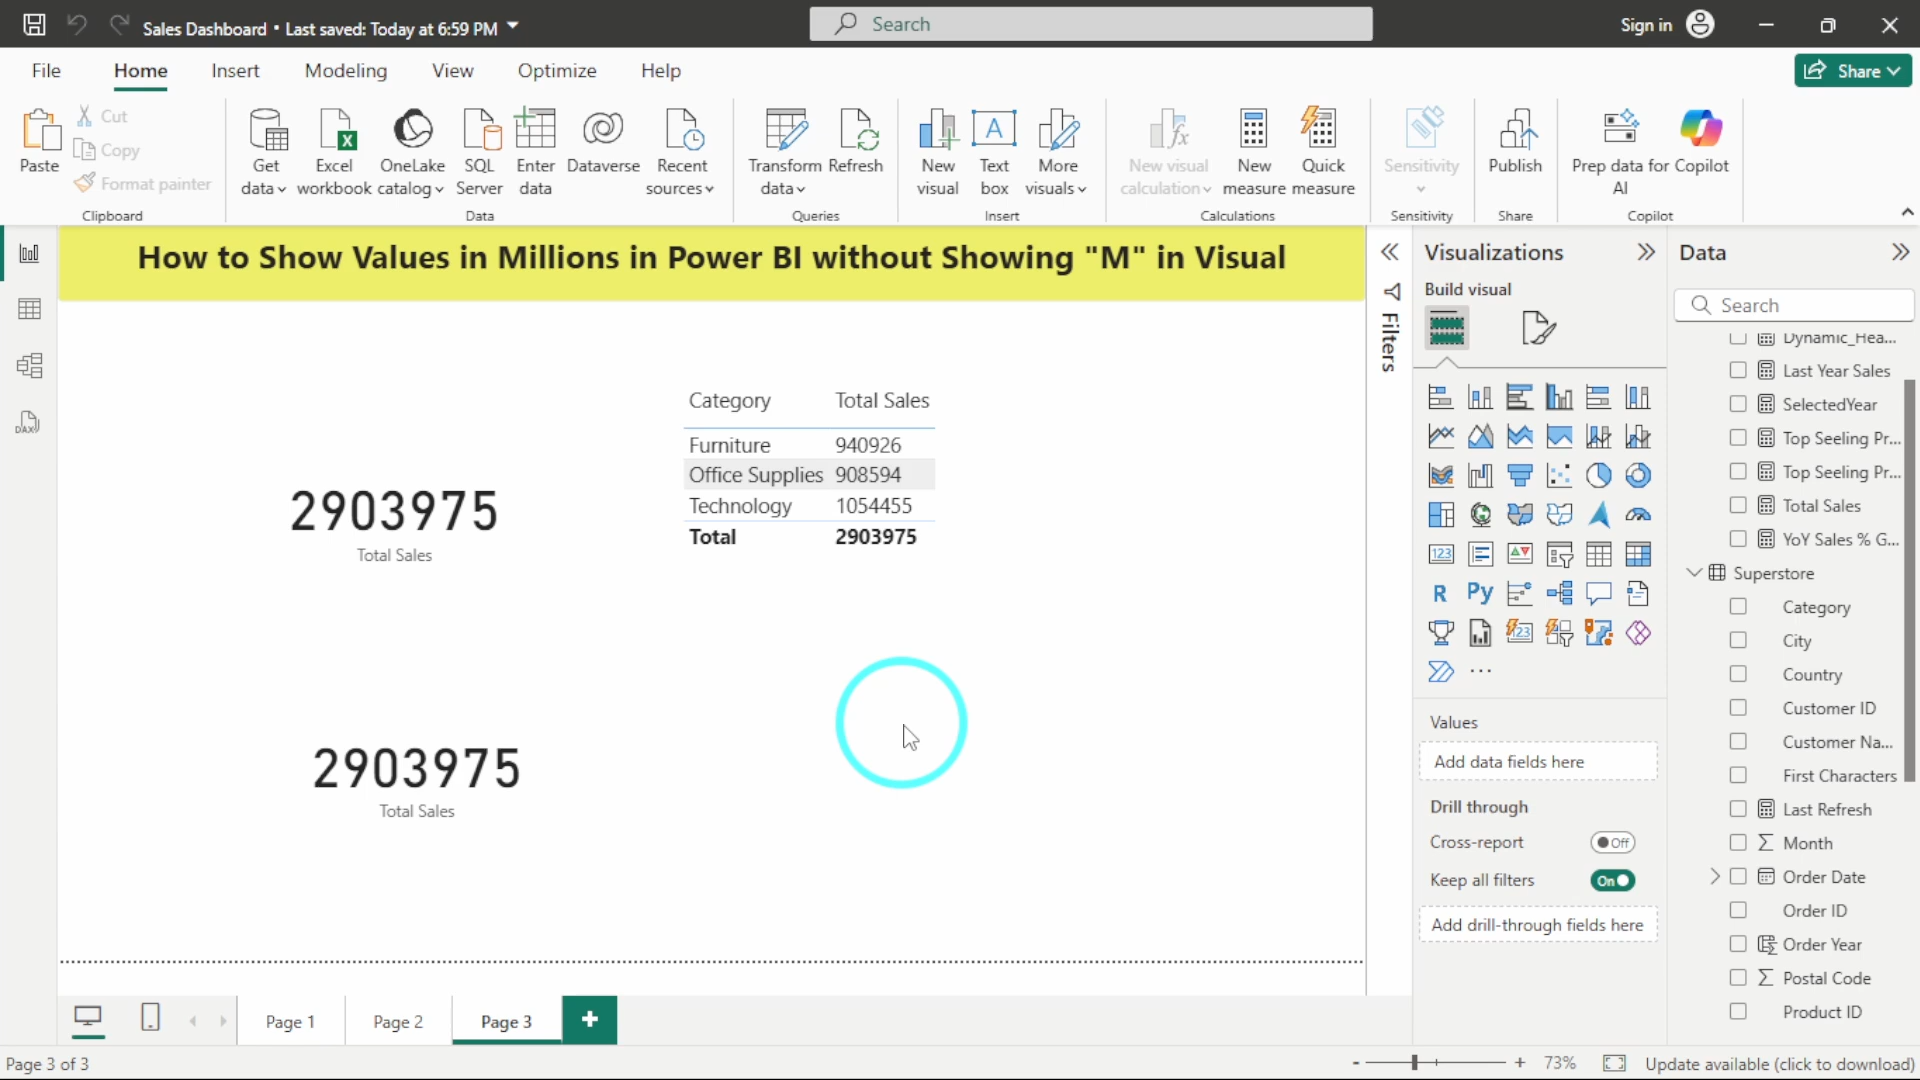 Sales Dashboard • Last saved: Today at 6:59 PM
Search
Sign in
File Home Insert Modeling View Optimize Help
Share
Paste
Cut
Copy
Format painter
Clipboard
Get data
Excel workbook
OneLake catalog
SQL Server
Enter data
Dataverse
Recent sources
Data
Transform data
Refresh
Queries
New visual
Text box
More visuals
Insert
New visual calculation
New measure
Quick measure
Calculations
Sensitivity
Sensitivity
Publish
Share
Prep data for AI
Copilot
Copilot
How to Show Values in Millions in Power BI without Showing "M" in Visual
2903975
Total Sales
Category Total Sales
Furniture 940926
Office Supplies 908594
Technology 1054455
Total 2903975
2903975
Total Sales
Filters
Visualizations
Build visual
123
R
Py
123
Values
Add data fields here
Drill through
Cross-report Off
Keep all filters On
Add drill-through fields here
Data
Search
Dynamic_Hea...
Last Year Sales
SelectedYear
Top Seeling Pr...
Top Seeling Pr...
Total Sales
YoY Sales % G...
Superstore
Category
City
Country
Customer ID
Customer Na...
First Characters
Last Refresh
Month
Order Date
Order ID
Order Year
Postal Code
Product ID
DAX
Page 1 Page 2 Page 3 +
Page 3 of 3
- + 73%
Update available (click to download)